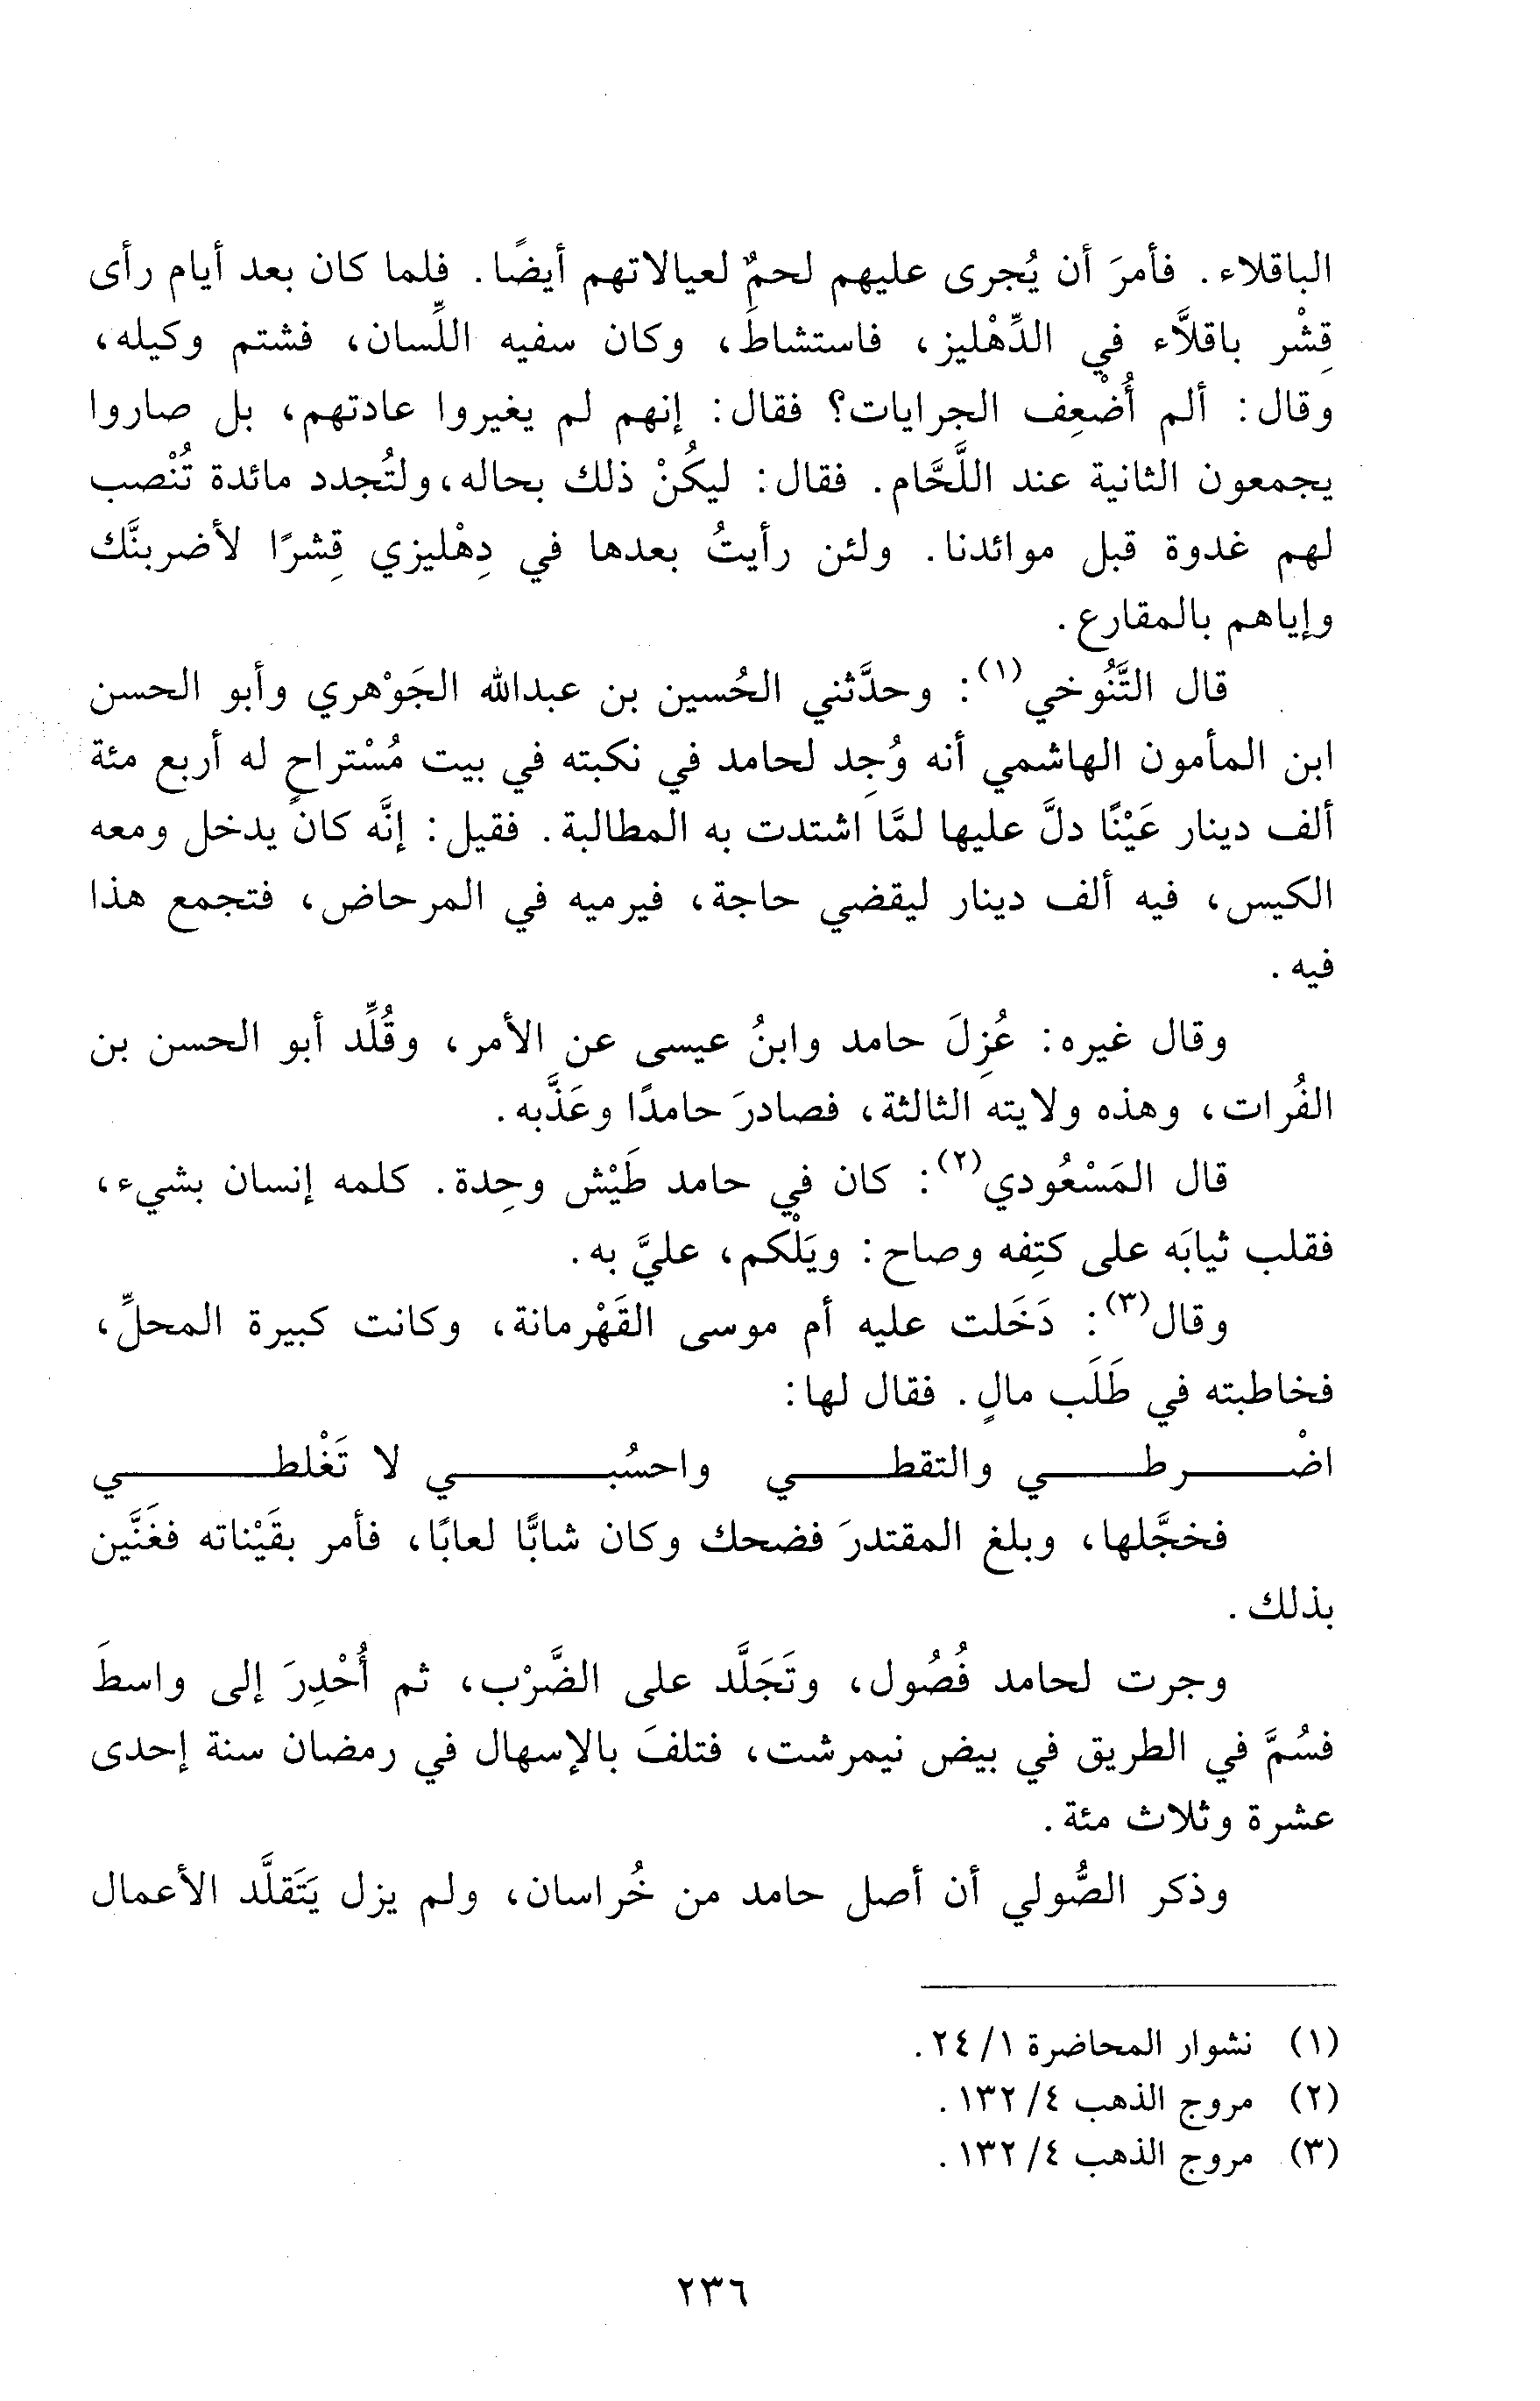 الباقلاء. فأمرَ أن يُجرى عليهم لحمٌ لعيالاتهم أيضًا. فلما كان بعد أيام رأى
قِشْر باقلاَّء في الدِّهْليز، فاستشاطَ، وكان سفيه اللِّسان، فشتم وكيله،
وقال: ألم أُضْعِف الجرايات؟ فقال: إنهم لم يغيروا عادتهم، بل صاروا
يجمعون الثانية عند اللَّحَّام. فقال: ليكُنْ ذلك بحاله، ولتُجدد مائدة تُنْصب
لهم غدوة قبل موائدنا. ولئن رأيتُ بعدها في دِهْليزي قِشرًا لأضربنَّك
وإياهم بالمقارع.
قال التَّنُوخي(١): وحدَّثني الحُسين بن عبدالله الجَوْهري وأبو الحسن
ابن المأمون الهاشمي أنه وُجِد لحامد في نكبته في بيت مُسْتراحٍ له أربع مئة
ألف دينار عَيْنًا دلَّ عليها لمَّا اشتدت به المطالبة. فقيل: إنَّه كان يدخل ومعه
الكيس، فيه ألف دينار ليقضي حاجة، فيرميه في المرحاض، فتجمع هذا
فيه.
وقال غيره: عُزِلَ حامد وابنُ عيسى عن الأمر، وقُلِّد أبو الحسن بن
الفُرات، وهذه ولايته الثالثة، فصادرَ حامدًا وعَذَّبه.
قال المَسْعُودي(٢): كان في حامد طَيْش وحِدة. كلمه إنسان بشيء،
فقلب ثيابَه على كتِفه وصاح: ويَلْكم، عليَّ به.
وقال(٣): دَخَلت عليه أم موسى القَهْرمانة، وكانت كبيرة المحلِّ،
فخاطبته في طَلَب مالٍ. فقال لها:
اضْرطي والتقطي واحسُبي لا تَغْلطي
فخجَّلها، وبلغ المقتدرَ فضحك وكان شابًّا لعابًا، فأمر بقَيْناته فغَنَّين
بذلك.
وجرت لحامد فُصُول، وتَجَلَّد على الضَّرْب، ثم أُحْدِرَ إلى واسطَ
فسُمَّ في الطريق في بيض نيمرشت، فتلفَ بالإسهال في رمضان سنة إحدى
عشرة وثلاث مئة.
وذكر الصُّولي أن أصل حامد من خُراسان، ولم يزل يَتَقلَّد الأعمال
(١) نشوار المحاضرة ١/ ٢٤.
(٢) مروج الذهب ٤/ ١٣٢.
(٣) مروج الذهب ٤/ ١٣٢.
٢٣٦